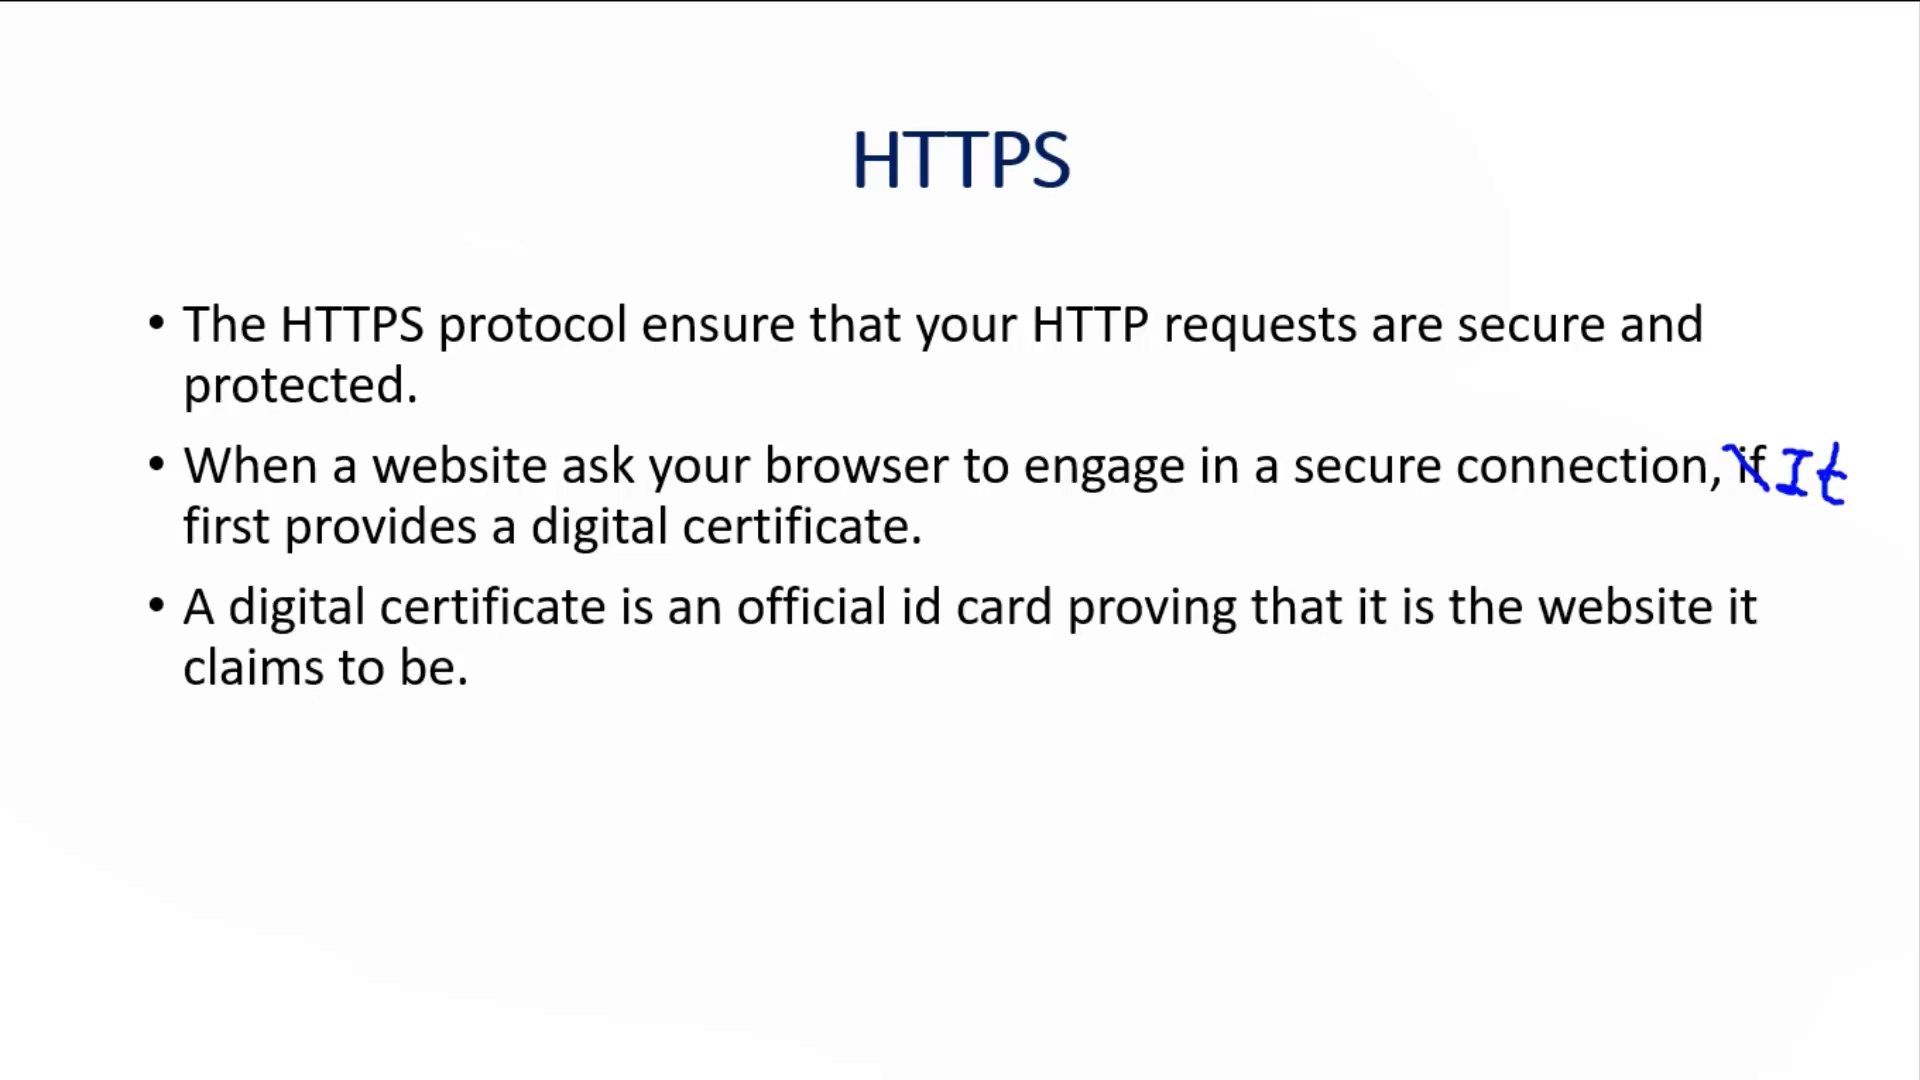 HTTPS
• The HTTPS protocol ensure that your HTTP requests are secure and
protected.
• When a website ask your browser to engage in a secure connection, if It
first provides a digital certificate.
• A digital certificate is an official id card proving that it is the website it
claims to be.